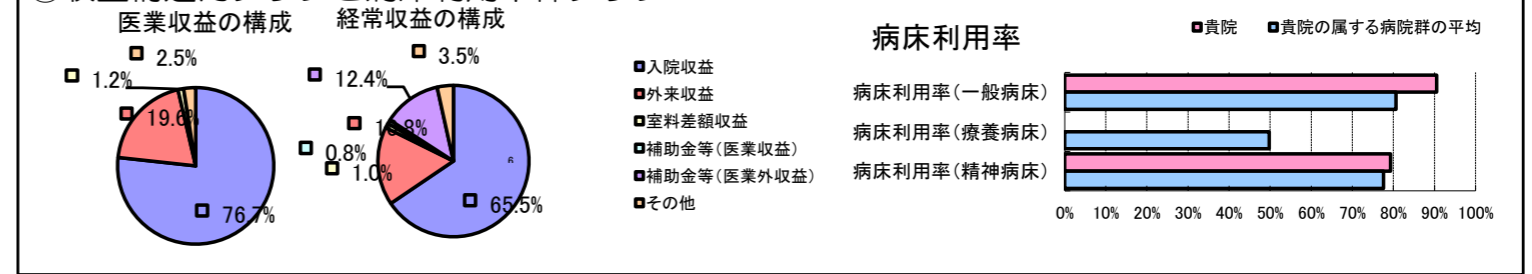 医業収益の構成
2.5%
1.2%
19.6%
76.7%
経常収益の構成
3.5%
12.4%
16.8%
0.8%
1.0%
65.5%
入院収益
外来収益
室料差額収益
補助金等(医業収益)
補助金等(医業外収益)
その他
病床利用率
貴院 貴院の属する病院群の平均
病床利用率(一般病床)
病床利用率(療養病床)
病床利用率(精神病床)
0% 10% 20% 30% 40% 50% 60% 70% 80% 90% 100%